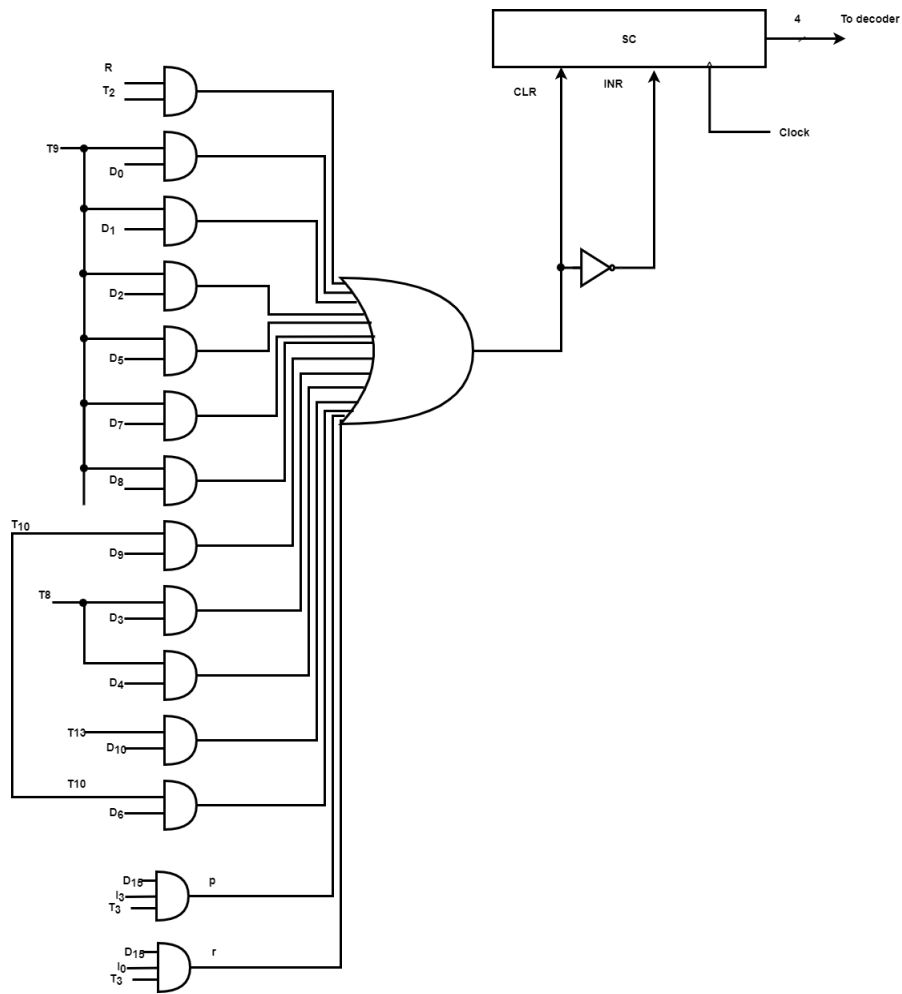 4 To decoder
SC
R
CLR
INR
T2
Clock
T9
D0
D1
D2
D5
D7
D8
T10
D9
T8
D3
D4
T13
D10
T10
D6
D15 p
I3
T3
D15 r
I0
T3